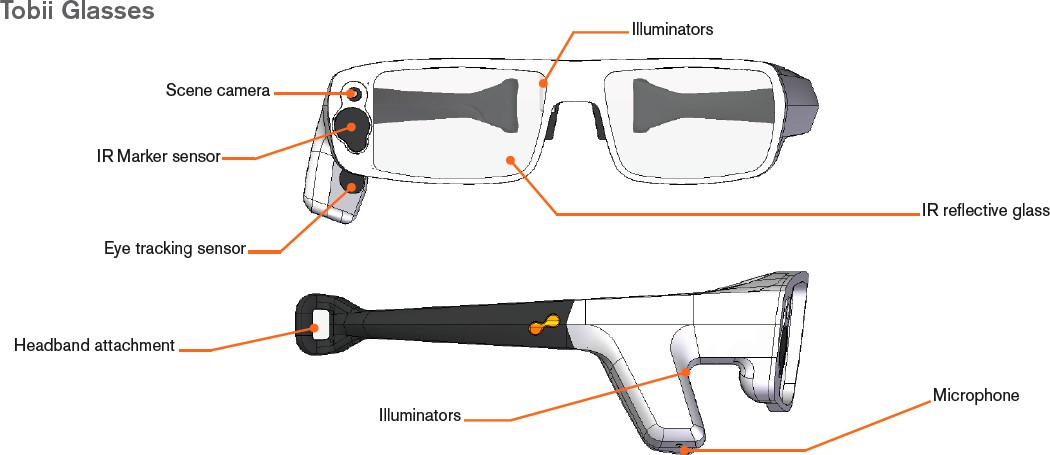 Tobii Glasses
Illuminators
Scene camera
IR Marker sensor
IR reflective glass
Eye tracking sensor
Headband attachment
Microphone
Illuminators